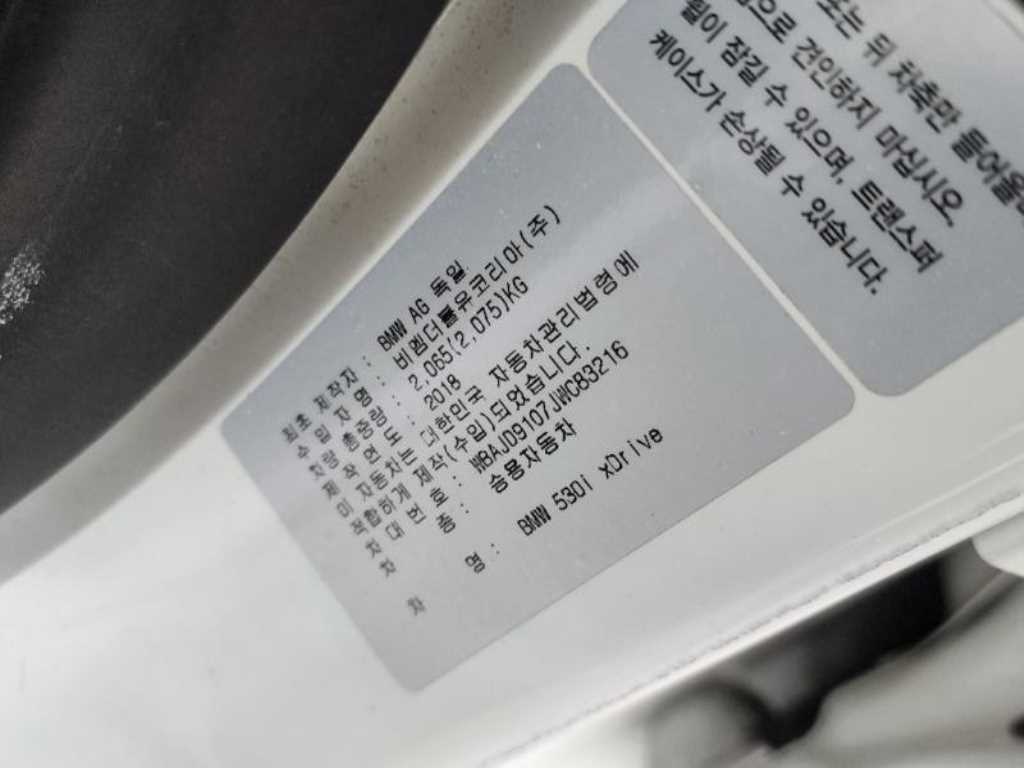 최초 제작자 : BMW AG 독일
수 입 자 명 : 비엠더블유코리아(주)
차 량 총중량 : 2,065(2,075)KG
제 작 연 도 : 2018
이 자동차는 대한민국 자동차관리법령에
적합하게 제작(수입)되었습니다.
차 대 번 호 : WBAJD9107JWC83216
차 종 : 승용자동차
차 명 : BMW 530i xDrive
또는 뒤 차축만 들어올
으로 견인하지 마십시오.
이 잠길 수 있으며, 트랜스퍼
케이스가 손상될 수 있습니다.